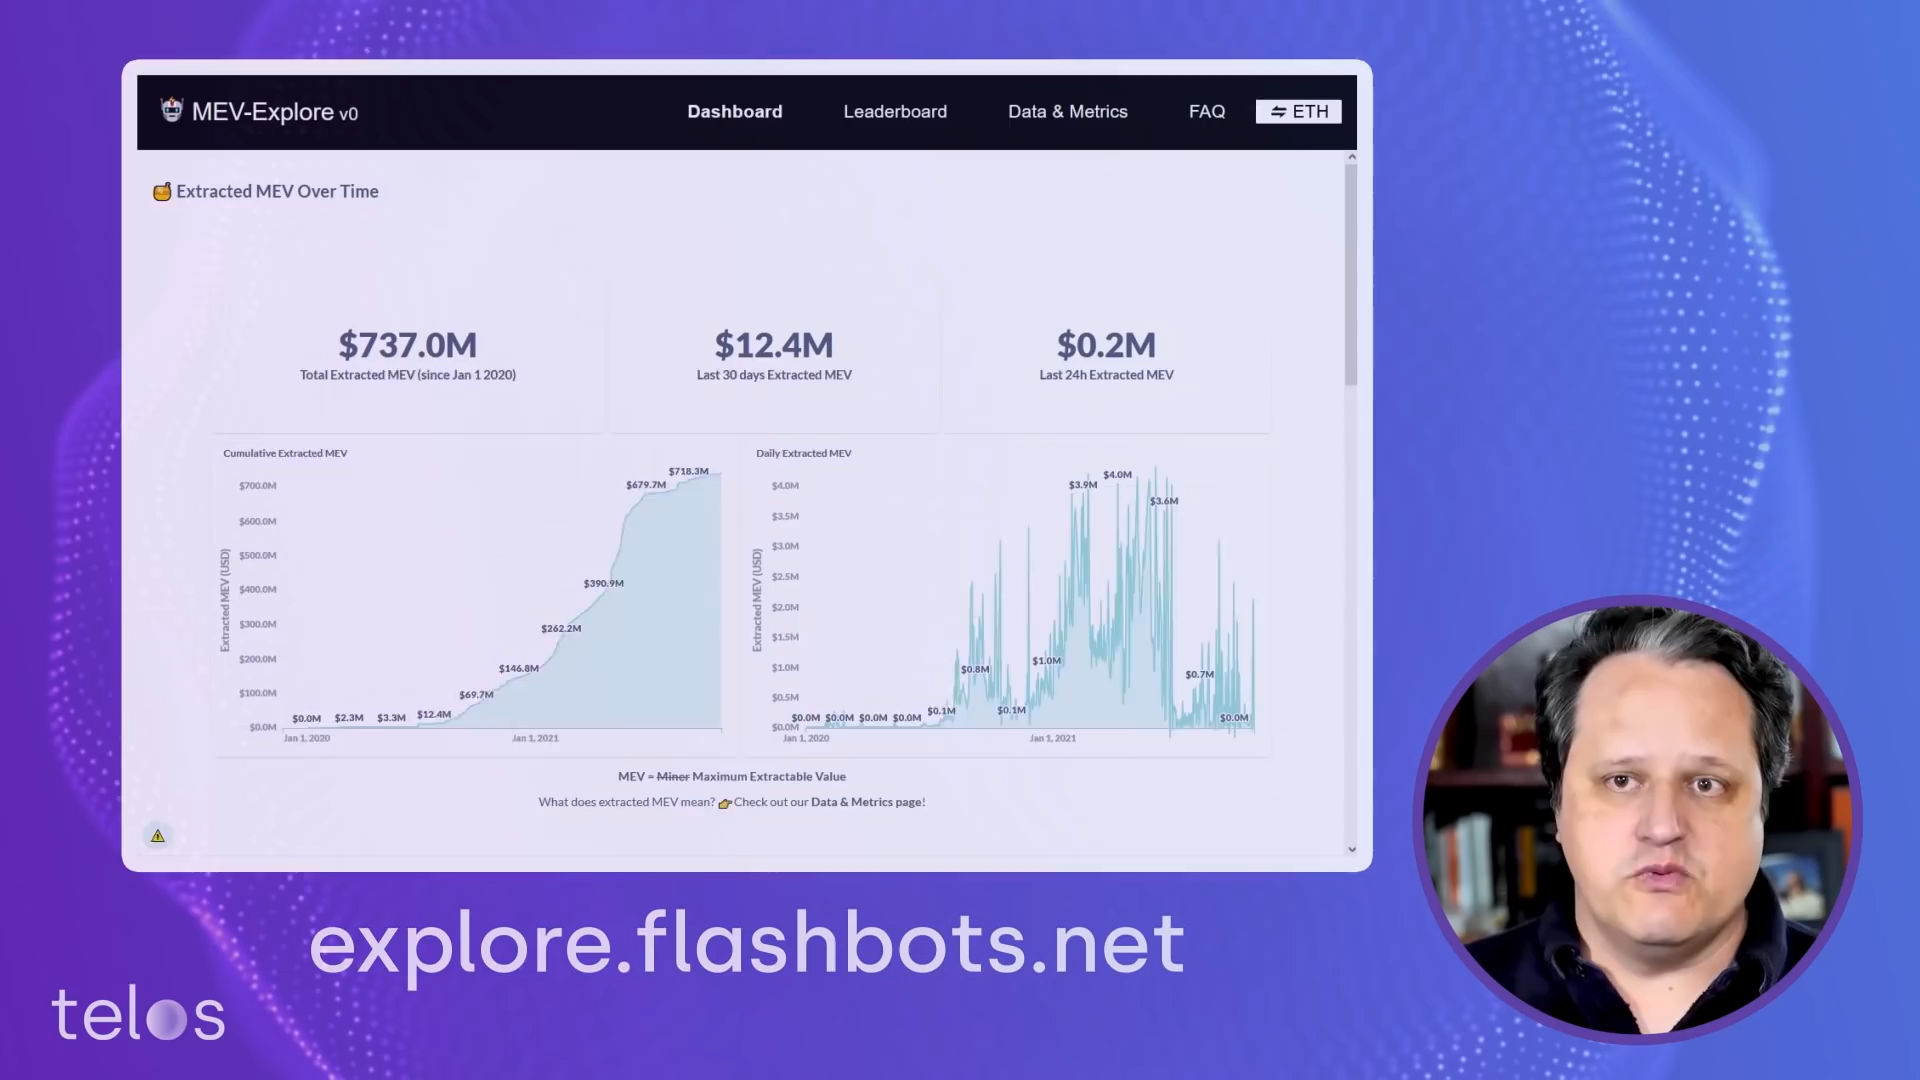 MEV-Explore v0
Dashboard
Leaderboard
Data & Metrics
FAQ
⇋ ETH
Extracted MEV Over Time
$737.0M
Total Extracted MEV (since Jan 1 2020)
$12.4M
Last 30 days Extracted MEV
$0.2M
Last 24h Extracted MEV
Cumulative Extracted MEV
Extracted MEV (USD)
$700.0M
$600.0M
$500.0M
$400.0M
$300.0M
$200.0M
$100.0M
$0.0M
$0.0M
$2.3M
$3.3M
$12.4M
$69.7M
$146.8M
$262.2M
$390.9M
$679.7M
$718.3M
Jan 1, 2020
Jan 1, 2021
Daily Extracted MEV
Extracted MEV (USD)
$4.0M
$3.5M
$3.0M
$2.5M
$2.0M
$1.5M
$1.0M
$0.5M
$0.0M
$0.0M
$0.0M
$0.0M
$0.0M
$0.1M
$0.8M
$0.1M
$1.0M
$3.9M
$4.0M
$3.6M
$0.7M
$0.0M
Jan 1, 2020
Jan 1, 2021
MEV = Miner Maximum Extractable Value
What does extracted MEV mean? 👉 Check out our Data & Metrics page!
explore.flashbots.net
telos